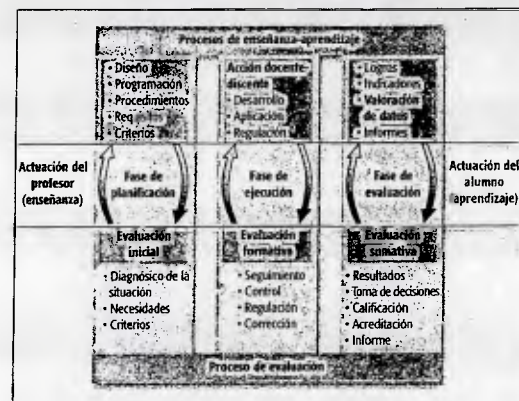 Procesos de enseñanza-aprendizaje
• Diseño
• Programación
• Procedimientos
• Req
• Criterios
Acción docente-
discente
• Desarrollo
• Aplicación
• Regulación
• Logros
• Indicadores
• Valoración
de datos
• Informes
Actuación del
profesor
(enseñanza)
Fase de
planificación
Fase de
ejecución
Fase de
evaluación
Actuación del
alumno
(aprendizaje)
Evaluación
inicial
• Diagnóstico de la
situación
• Necesidades
• Criterios
Evaluación
formativa
• Seguimiento
• Control
• Regulación
• Corrección
Evaluación
sumativa
• Resultados
• Toma de decisiones
• Calificación
• Acreditación
• Informe
Proceso de evaluación